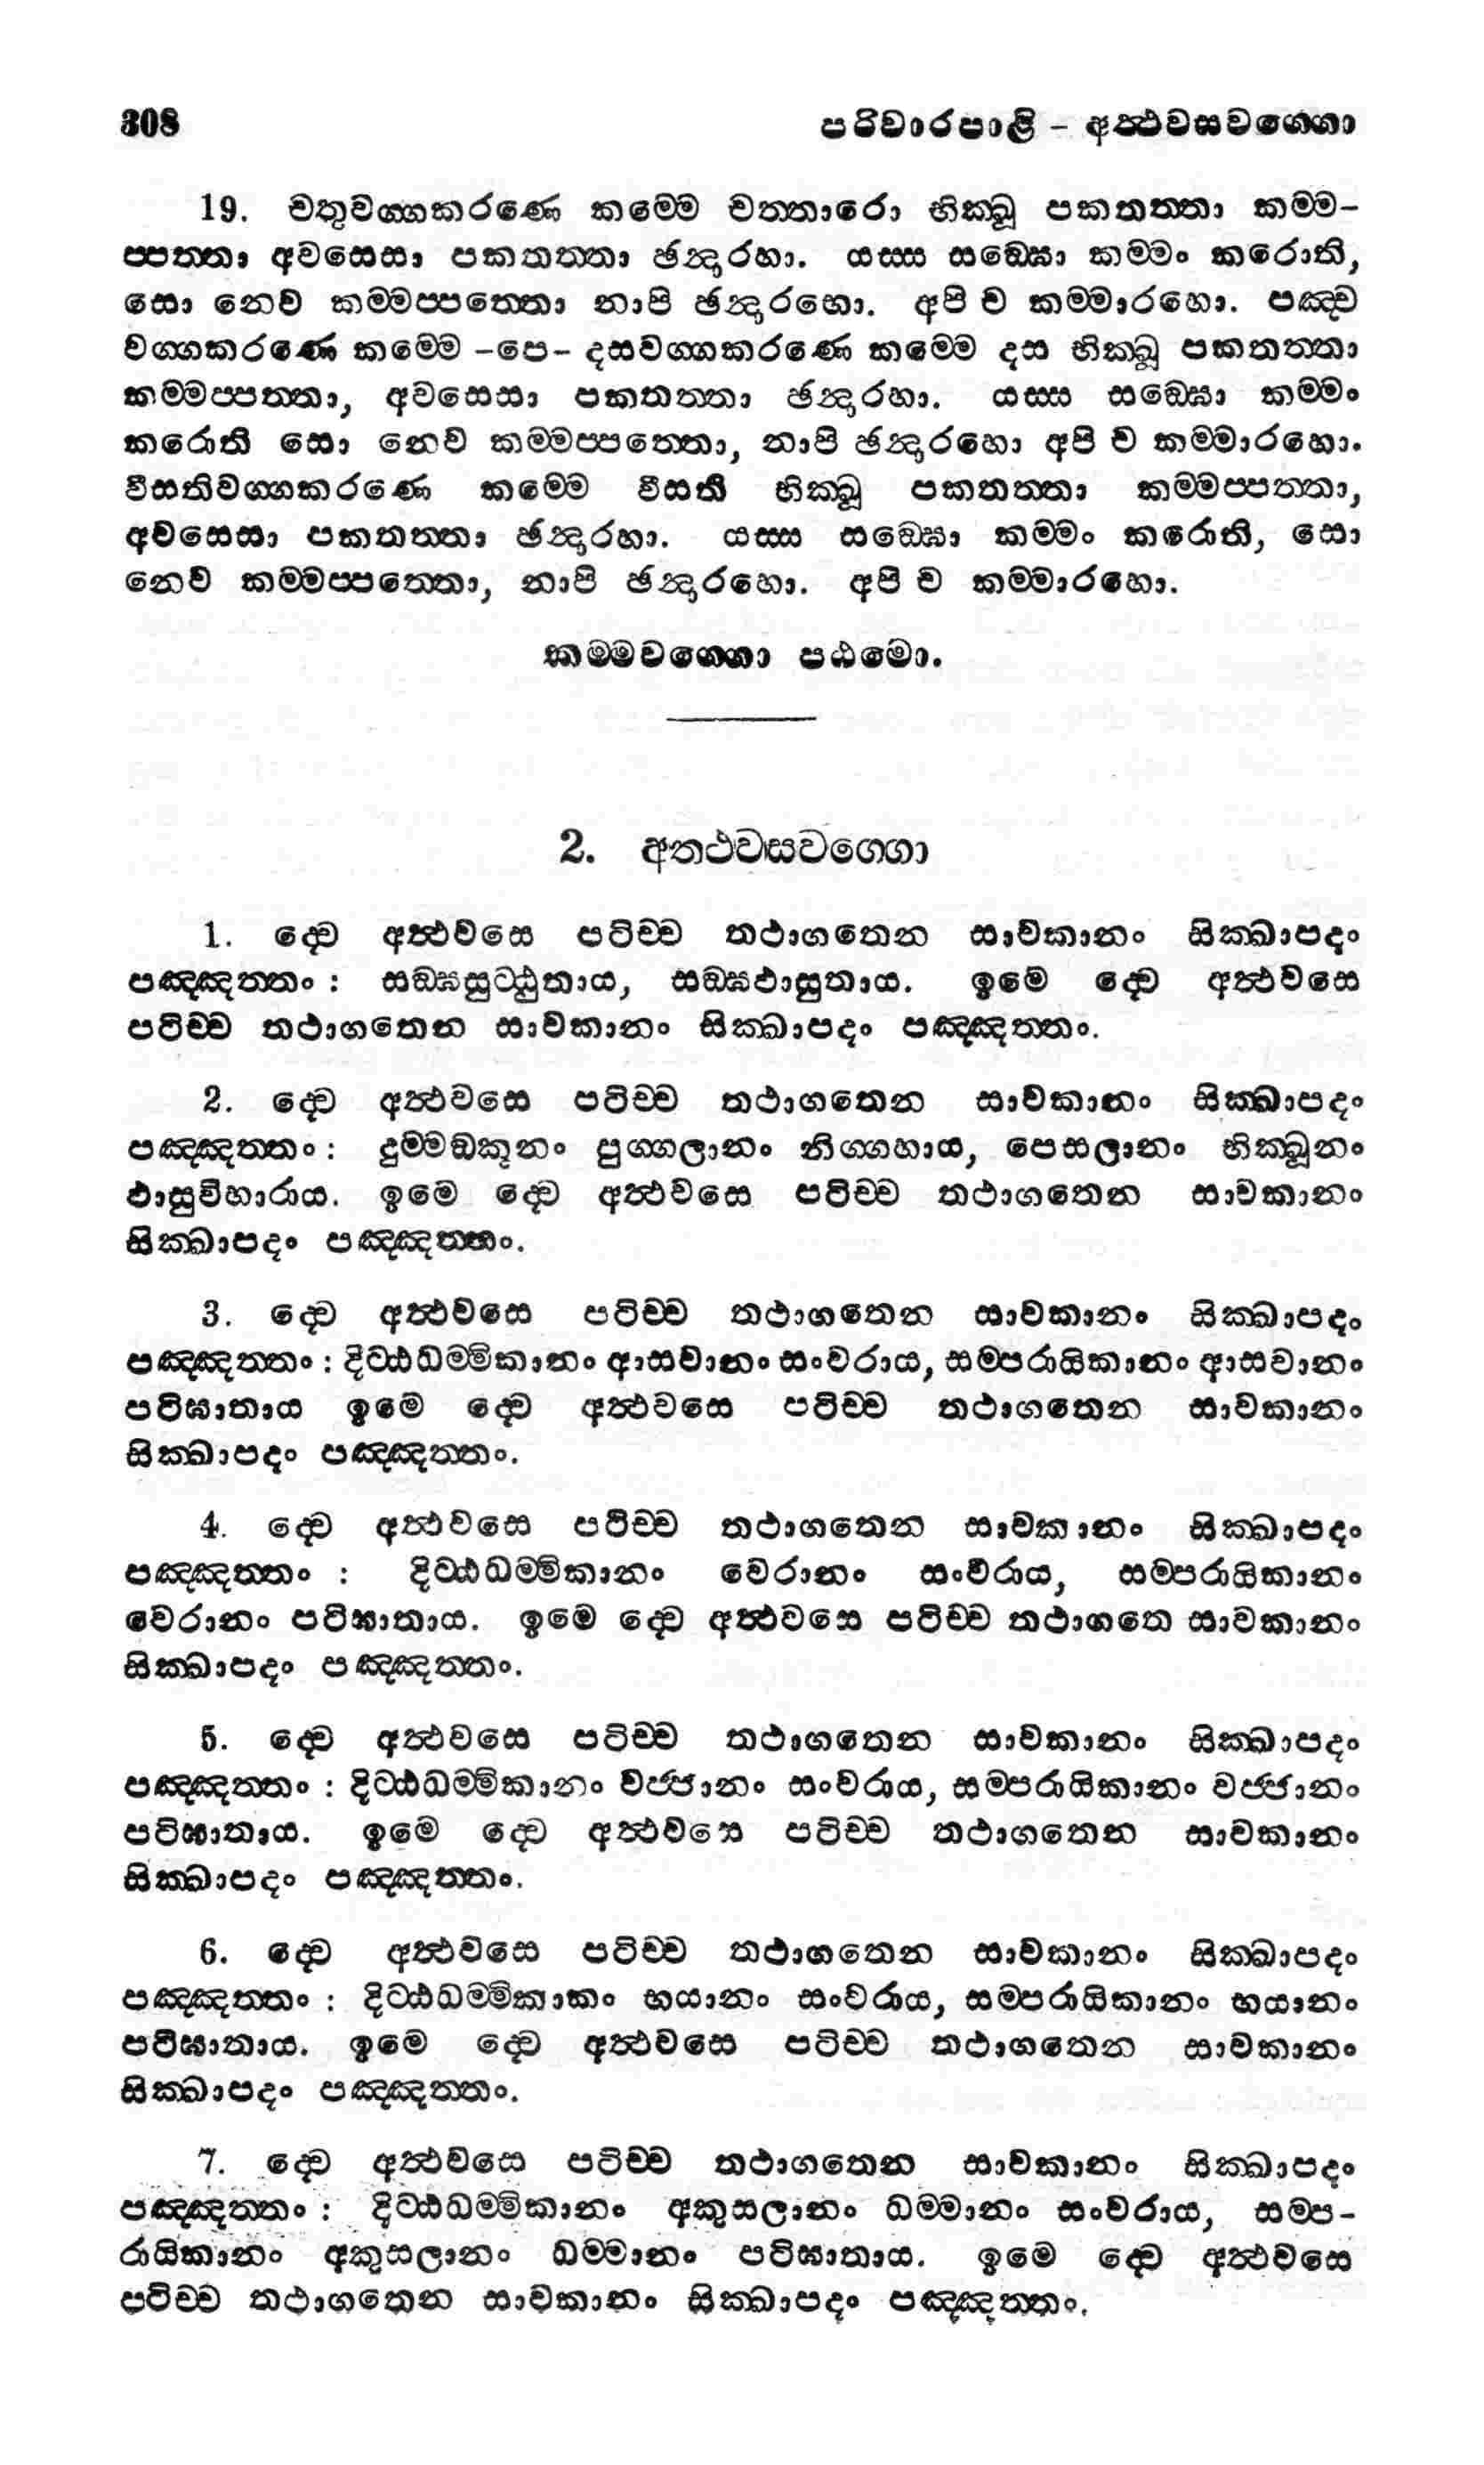 308 පරිවාරපාළි - අත්‍ථවසවග්ගො
19. චතුවග්ගකරණෙ කම්මෙ චත්තාරො භික්ඛූ පකතත්තා කම්ම-
ප්පත්තා අවසෙසා පකතත්තා ඡන්‍දාරහා. යස්ස සඞ්ඝො කම්මං කරොති,
සො නෙව කම්මප්පත්තො නාපි ඡන්‍දාරහො. අපි ච කම්මාරහො. පඤ්ච
වග්ගකරණෙ කම්මෙ -පෙ- දසවග්ගකරණෙ කම්මෙ දස භික්ඛූ පකතත්තා
කම්මප්පත්තා, අවසෙසා පකතත්තා ඡන්‍දාරහා. යස්ස සඞ්ඝො කම්මං
කරොති සො නෙව කම්මප්පත්තො, නාපි ඡන්‍දාරහො අපි ච කම්මාරහො.
වීසතිවග්ගකරණෙ කම්මෙ වීසති භික්ඛූ පකතත්තා කම්මප්පත්තා,
අවසෙසා පකතත්තා ඡන්‍දාරහා. යස්ස සඞ්ඝො කම්මං කරොති, සො
නෙව කම්මප්පත්තො, නාපි ඡන්‍දාරහො. අපි ච කම්මාරහො.
කම්මවග්ගො පඨමො.
2. අත්ථවසවග්ගො
1. ද්‍වෙ අත්‍ථවසෙ පටිච්ච තථාගතෙන සාවකානං සික්ඛාපදං
පඤ්ඤත්තං : සඞ්ඝසුට්ඨුතාය, සඞ්ඝඵාසුතාය. ඉමෙ ද්‍වෙ අත්‍ථවසෙ
පටිච්ච තථාගතෙන සාවකානං සික්ඛාපදං පඤ්ඤත්තං.
2. ද්‍වෙ අත්‍ථවසෙ පටිච්ච තථාගතෙන සාවකානං සික්ඛාපදං
පඤ්ඤත්තං : දුම්මඞ්කූනං පුග්ගලානං නිග්ගහාය, පෙසලානං භික්ඛූනං
ඵාසුවිහාරාය. ඉමෙ ද්‍වෙ අත්‍ථවසෙ පටිච්ච තථාගතෙන සාවකානං
සික්ඛාපදං පඤ්ඤත්තං.
3. ද්‍වෙ අත්‍ථවසෙ පටිච්ච තථාගතෙන සාවකානං සික්ඛාපදං
පඤ්ඤත්තං : දිට්ඨධම්මිකානං ආසවානං සංවරාය, සම්පරායිකානං ආසවානං
පටිඝාතාය ඉමෙ ද්‍වෙ අත්‍ථවසෙ පටිච්ච තථාගතෙන සාවකානං
සික්ඛාපදං පඤ්ඤත්තං.
4. ද්‍වෙ අත්‍ථවසෙ පටිච්ච තථාගතෙන සාවකානං සික්ඛාපදං
පඤ්ඤත්තං : දිට්ඨධම්මිකානං වෙරානං සංවරාය, සම්පරායිකානං
වෙරානං පටිඝාතාය. ඉමෙ ද්‍වෙ අත්‍ථවසෙ පටිච්ච තථාගතෙ සාවකානං
සික්ඛාපදං පඤ්ඤත්තං.
5. ද්‍වෙ අත්‍ථවසෙ පටිච්ච තථාගතෙන සාවකානං සික්ඛාපදං
පඤ්ඤත්තං : දිට්ඨධම්මිකානං වජ්ජානං සංවරාය, සම්පරායිකානං වජ්ජානං
පටිඝාතාය. ඉමෙ ද්‍වෙ අත්‍ථවසෙ පටිච්ච තථාගතෙන සාවකානං
සික්ඛාපදං පඤ්ඤත්තං.
6. ද්‍වෙ අත්‍ථවසෙ පටිච්ච තථාගතෙන සාවකානං සික්ඛාපදං
පඤ්ඤත්තං : දිට්ඨධම්මිකාකං භයානං සංවරාය, සම්පරායිකානං භයානං
පටිඝාතාය. ඉමෙ ද්‍වෙ අත්‍ථවසෙ පටිච්ච තථාගතෙන සාවකානං
සික්ඛාපදං පඤ්ඤත්තං.
7. ද්‍වෙ අත්‍ථවසෙ පටිච්ච තථාගතෙන සාවකානං සික්ඛාපදං
පඤ්ඤත්තං : දිට්ඨධම්මිකානං අකුසලානං ධම්මානං සංවරාය, සම්ප-
රායිකානං අකුසලානං ධම්මානං පටිඝාතාය. ඉමෙ ද්‍වෙ අත්‍ථවසෙ
පටිච්ච තථාගතෙන සාවකානං සික්ඛාපදං පඤ්ඤත්තං.